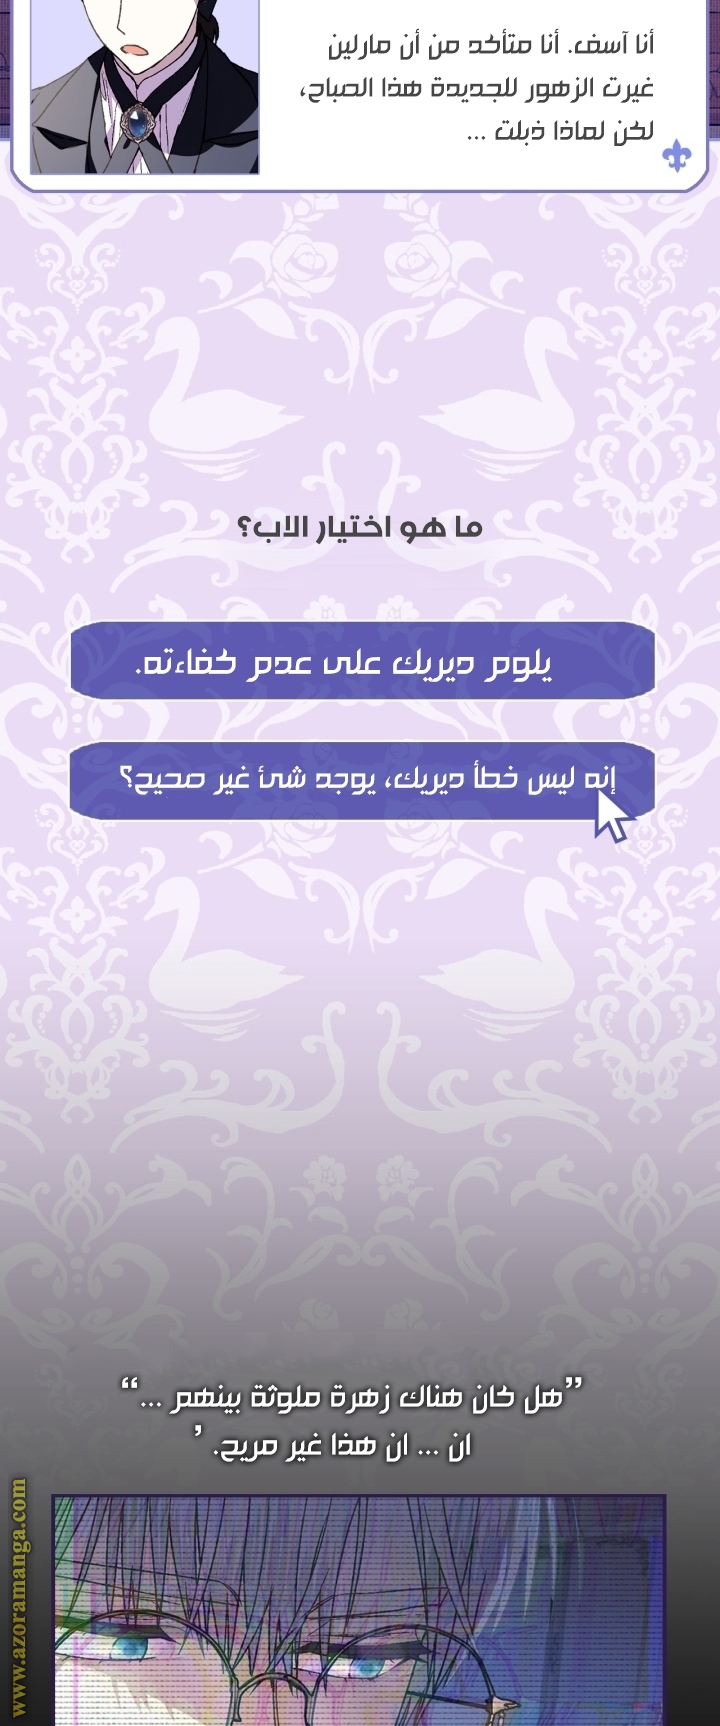 أنا آسف. أنا متأكد من أن مارلين
غيرت الزهور للجديدة هذا الصباح،
لكن لماذا ذبلت ...
ما هو اختيار الاب؟
يلوم ديريك على عدم كفاءته.
إنه ليس خطأ ديريك، يوجد شئ غير صحيح؟
”هل كان هناك زهرة ملوثة بينهم ...“
ان ... ان هذا غير مريح. ’
www.azoramanga.com